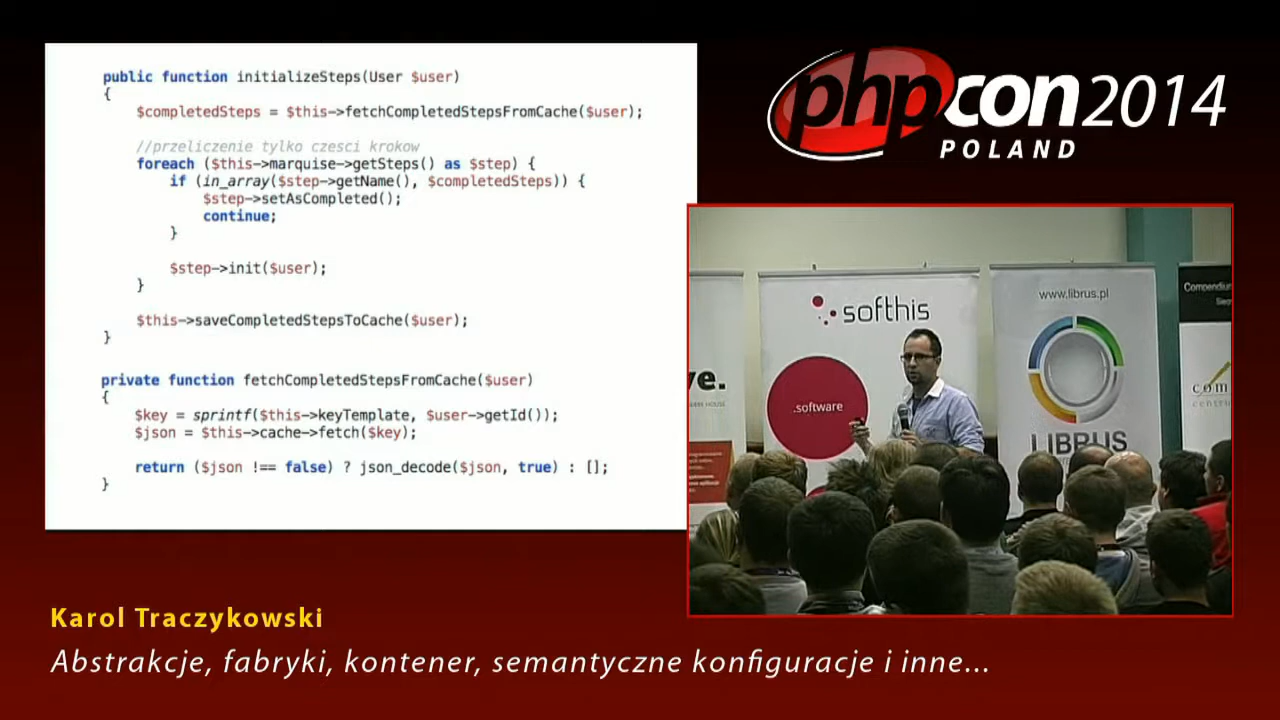 public function initializeSteps(User $user)
{
$completedSteps = $this->fetchCompletedStepsFromCache($user);
//przeliczenie tylko czesci krokow
foreach ($this->marquise->getSteps() as $step) {
if (in_array($step->getName(), $completedSteps)) {
$step->setAsCompleted();
continue;
}
$step->init($user);
}
$this->saveCompletedStepsToCache($user);
}
private function fetchCompletedStepsFromCache($user)
{
$key = sprintf($this->keyTemplate, $user->getId());
$json = $this->cache->fetch($key);
return ($json !== false) ? json_decode($json, true) : [];
}
phpcon2014
POLAND
softhis
.software
www.librus.pl
LIBRUS
Compendium
ve.
com
Karol Traczykowski
Abstrakcje, fabryki, kontener, semantyczne konfiguracje i inne...